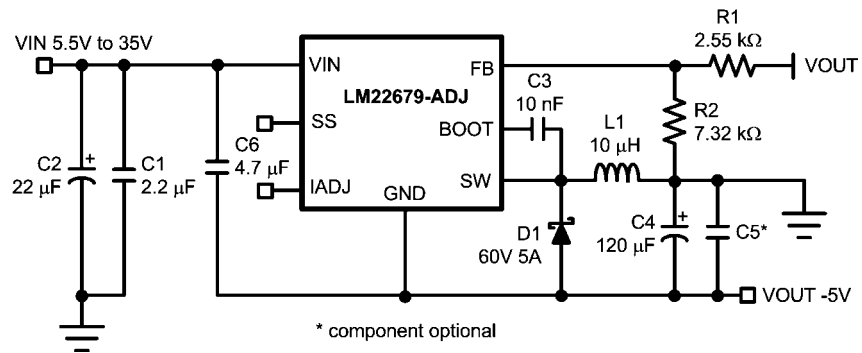 VIN 5.5V to 35V
VIN
FB
LM22679-ADJ
SS
BOOT
IADJ
GND
SW
R1
2.55 kΩ
VOUT
C3
10 nF
R2
7.32 kΩ
L1
10 μH
C2
22 μF
+
C1
2.2 μF
C6
4.7 μF
D1
60V 5A
C4
120 μF
+
C5*
VOUT -5V
* component optional